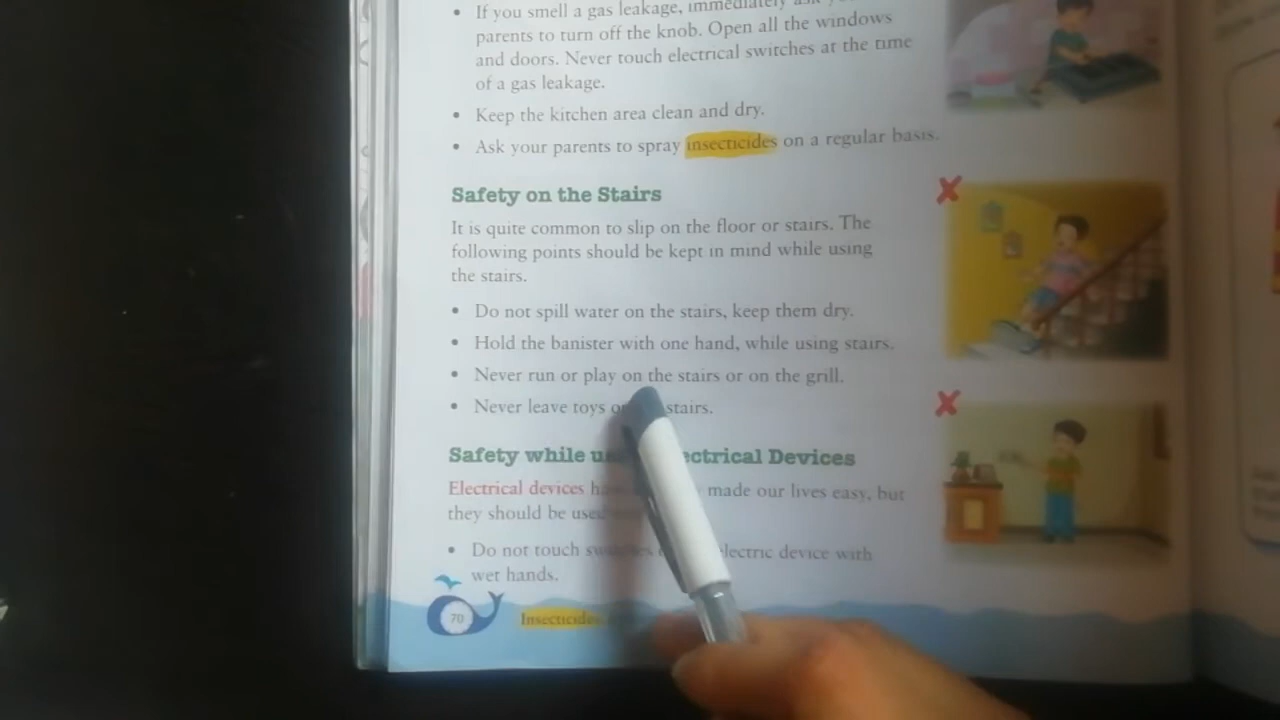 • If you smell a gas leakage, immediately ask
parents to turn off the knob. Open all the windows
and doors. Never touch electrical switches at the time
of a gas leakage.
• Keep the kitchen area clean and dry.
• Ask your parents to spray insecticides on a regular basis.
Safety on the Stairs
It is quite common to slip on the floor or stairs. The
following points should be kept in mind while using
the stairs.
• Do not spill water on the stairs, keep them dry.
• Hold the banister with one hand, while using stairs.
• Never run or play on the stairs or on the grill.
• Never leave toys stairs.
Safety while Electrical Devices
Electrical devices made our lives easy, but
they should be used
• Do not touch switches electric device with
wet hands.
70
Insecticides